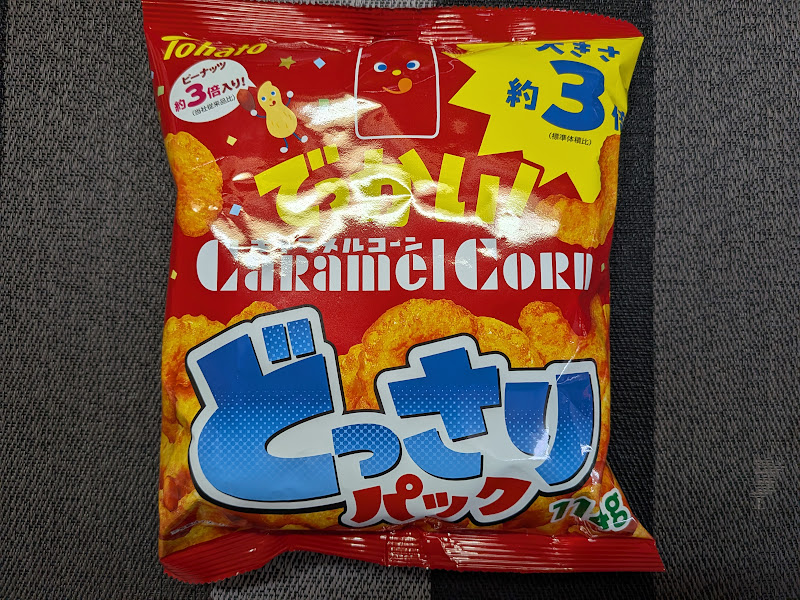 Tohato
ピーナッツ
約3倍入り!
(当社従来品比)
大きさ
約3倍
(標準体積比)
でっかい!
キャラメルコーン
Caramel Corn
どっさり
パック